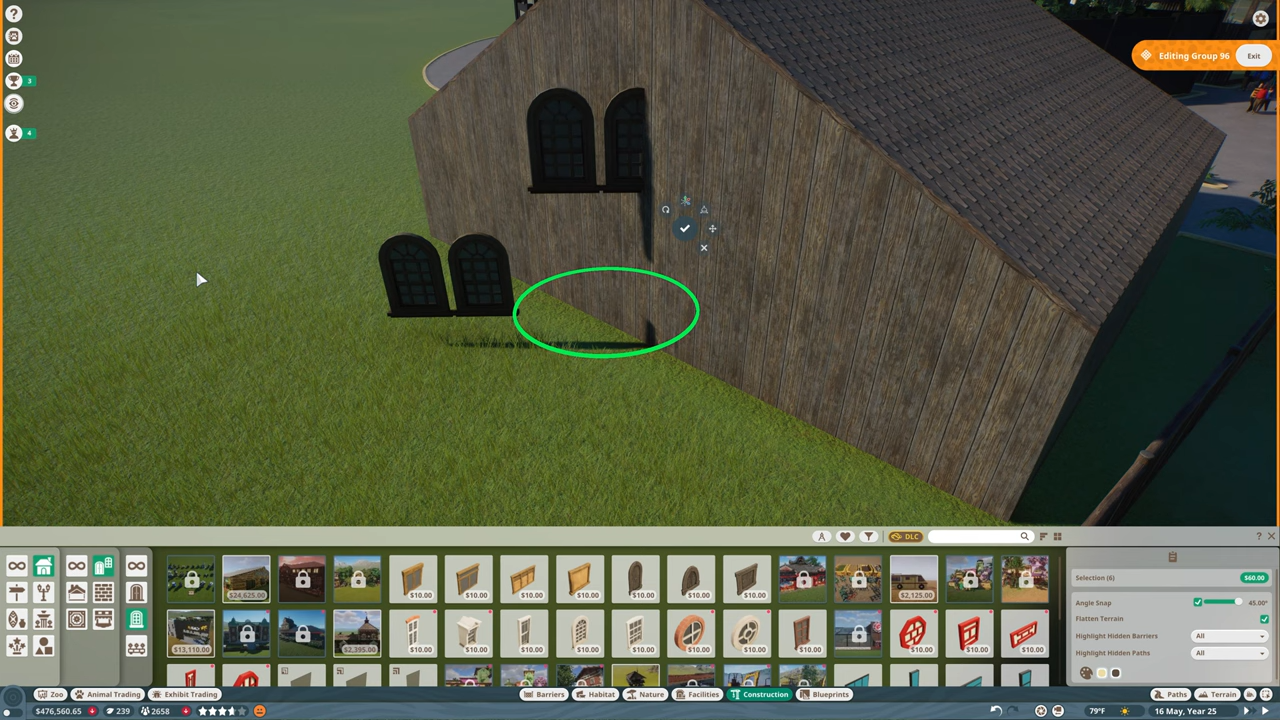 ?
Editing Group 96 Exit
3
4
DLC
? ×
Selection (6) $60.00
Angle Snap 45.00°
Flatten Terrain
Highlight Hidden Barriers All
Highlight Hidden Paths All
$24,625.00 $10.00 $10.00 $10.00 $10.00 $10.00 $10.00 $10.00 $2,125.00
$13,110.00 $2,395.00 $10.00 $10.00 $10.00 $10.00 $10.00 $10.00 $10.00 $10.00 $10.00 $10.00 $10.00
Zoo Animal Trading Exhibit Trading Barriers Habitat Nature Facilities Construction Blueprints Paths Terrain
$476,560.65 239 2658 79°F 16 May, Year 25